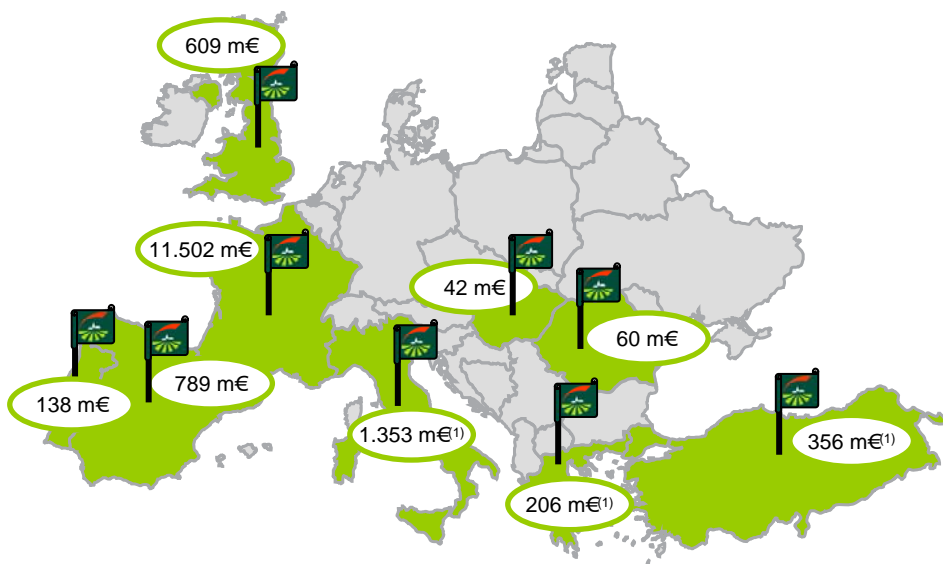 609 m€
11.502 m€
42 m€
60 m€
138 m€
789 m€
1.353 m€(1)
356 m€(1)
206 m€(1)